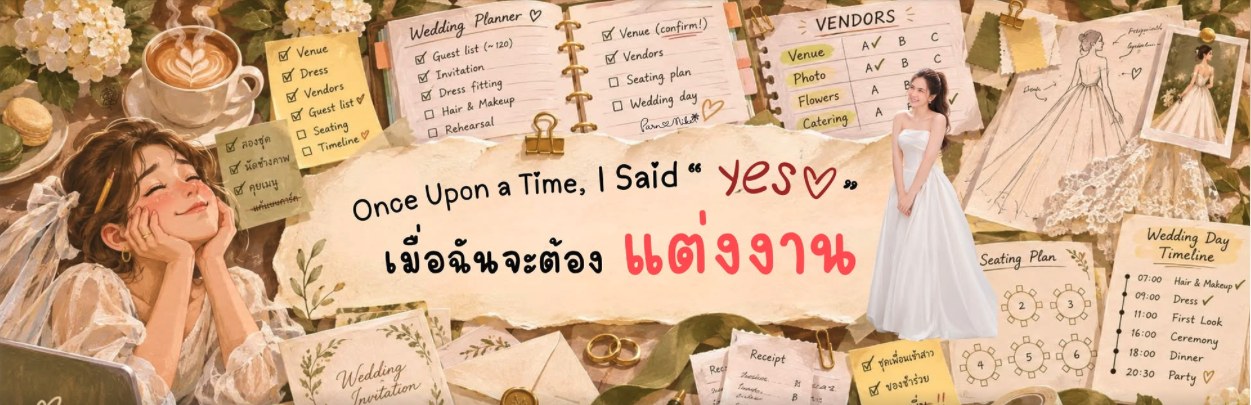 Once Upon a Time, I Said “ yes ”
เมื่อฉันจะต้อง แต่งงาน
Venue
Dress
Vendors
Guest list
Seating
Timeline
ลองชุด
นัดช่างภาพ
คุยเมนู
Wedding Planner
Guest list (~120)
Invitation
Dress fitting
Hair & Makeup
Rehearsal
Venue (confirm!)
Vendors
Seating plan
Wedding day
VENDORS
Venue A B C
Photo A B C
Flowers A
Catering A
Seating Plan
2 3
4 5 6
Wedding Day
Timeline
07:00 Hair & Makeup
09:00 Dress
11:00 First Look
16:00 Ceremony
18:00 Dinner
20:30 Party
Wedding
Invitation
Receipt
ชุดเพื่อนเจ้าสาว
ของชำร่วย